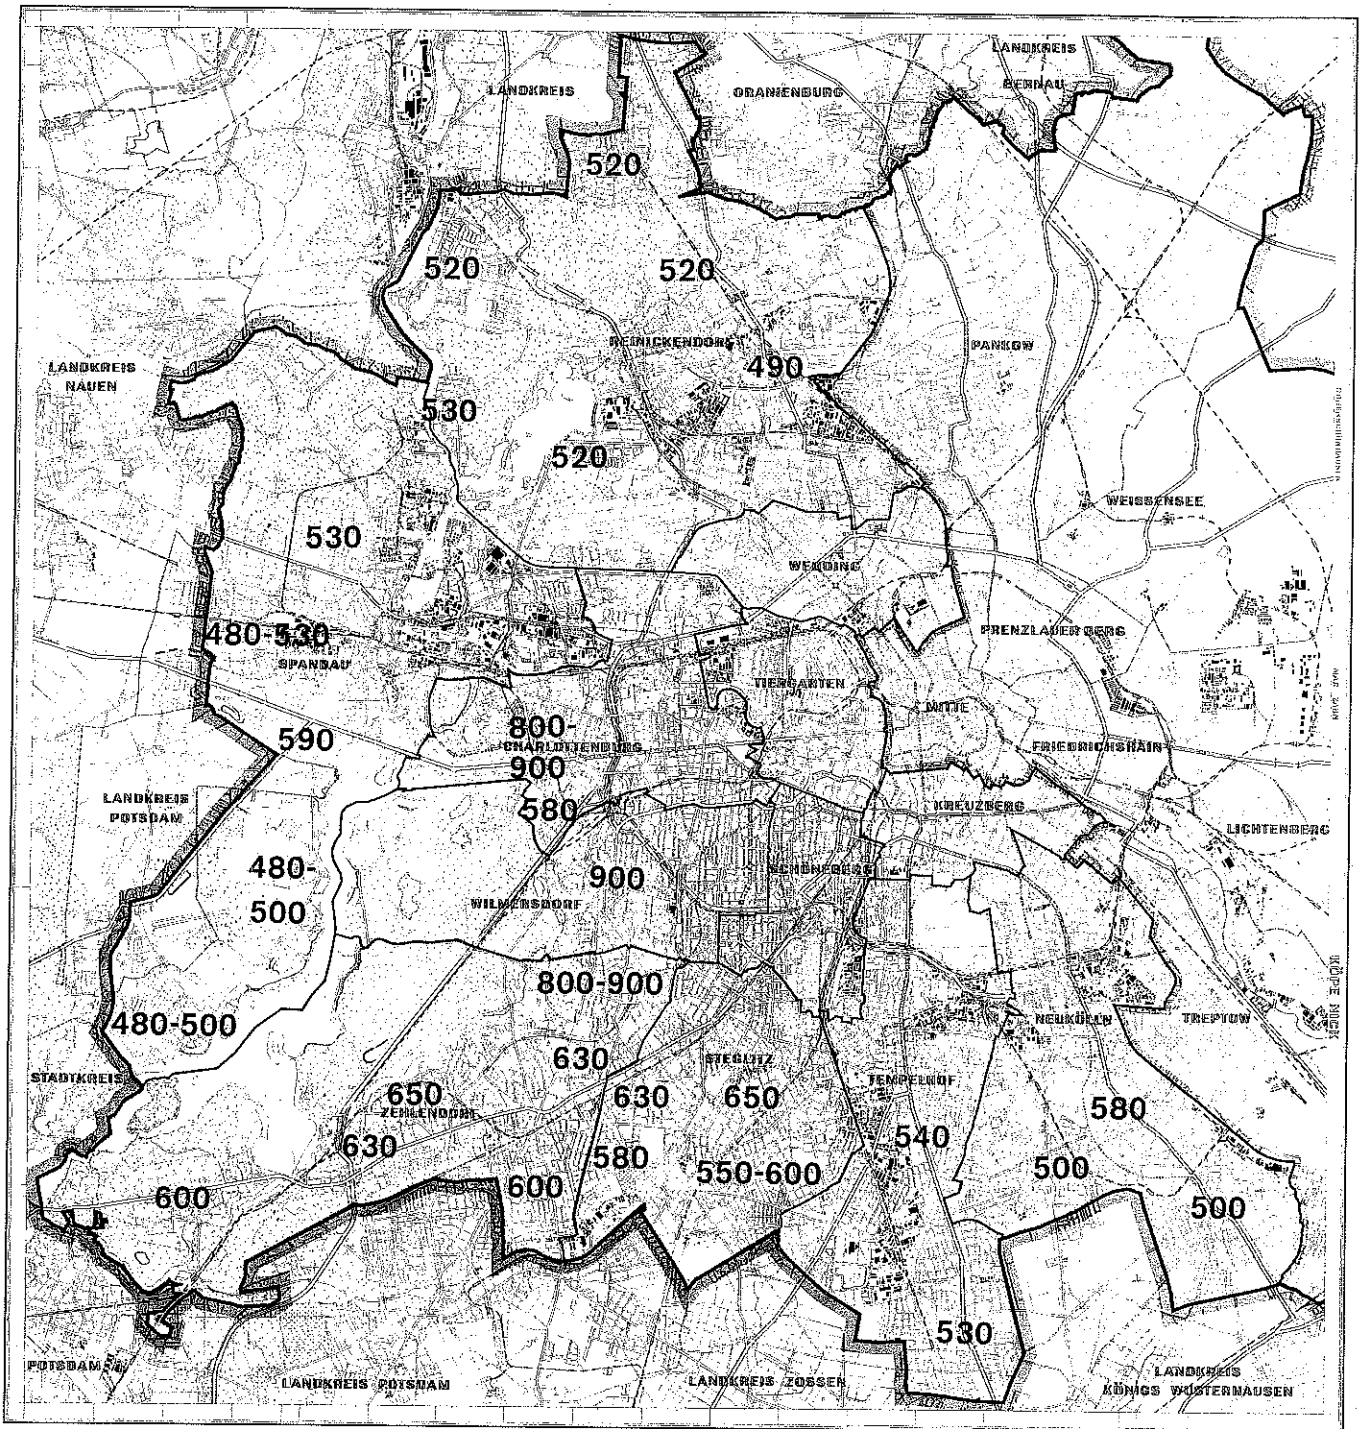 LANDKREIS
BERNAU
LANDKREIS
ORANIENBURG
520
520
520
REINICKENDORF
PANKOW
LANDKREIS
NAUEN
490
530
520
WEISSENSEE
530
WEDDING
480-530
SPANDAU
PRENZLAUER BERG
TIERGARTEN
MITTE
590
800-
CHARLOTTENBURG
900
FRIEDRICHSHAIN
LANDKREIS
POTSDAM
580
KREUZBERG
LICHTENBERG
480-
500
900
SCHÖNEBERG
WILMERSDORF
800-900
KÖPENICK
480-500
NEUKÖLLN
TREPTOW
630
STEGLITZ
STADTKREIS
650
ZEHLENDORF
630
650
TEMPELHOF
580
630
540
580
550-600
500
600
600
500
530
POTSDAM
LANDKREIS POTSDAM
LANDKREIS ZOSSEN
LANDKREIS
KÖNIGS WUSTERHAUSEN